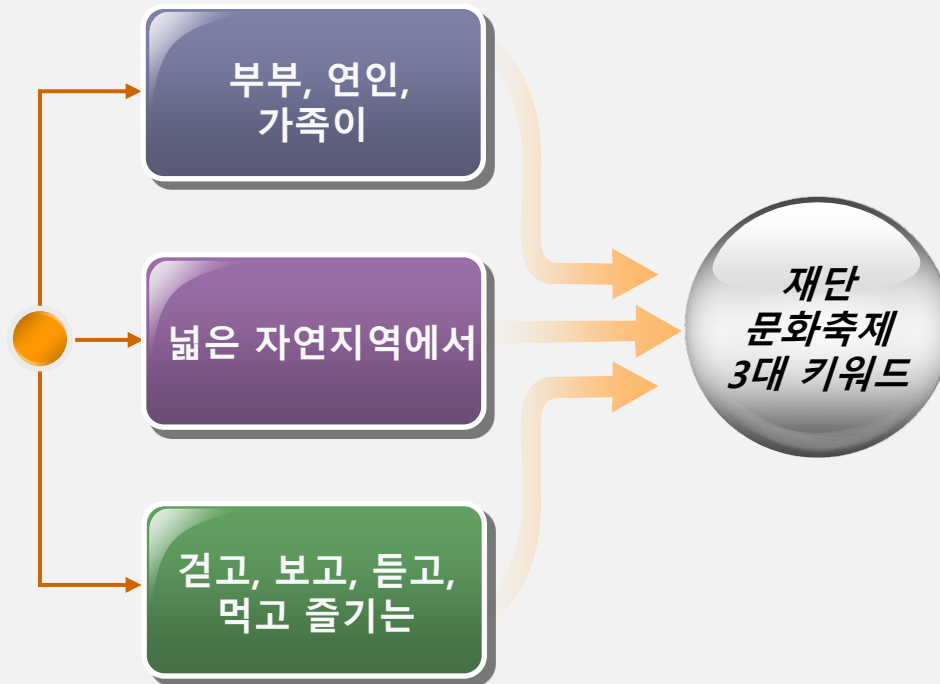 부부, 연인,
가족이
넓은 자연지역에서
걷고, 보고, 듣고,
먹고 즐기는
재단
문화축제
3대 키워드